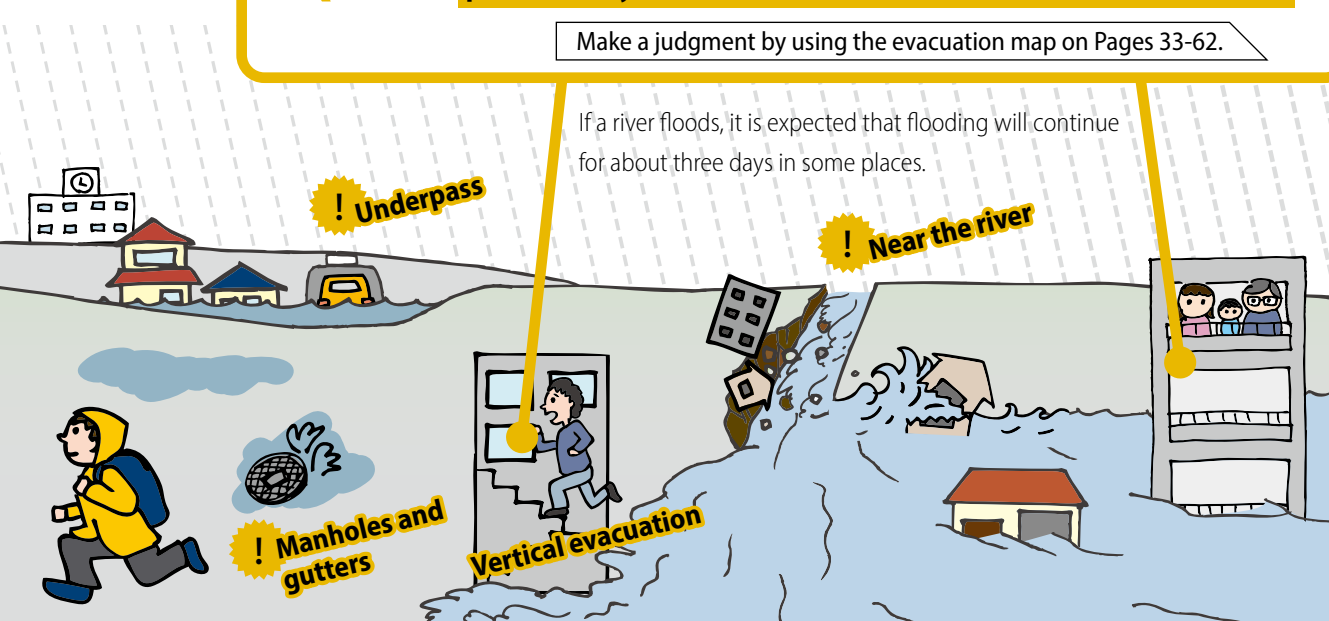 Make a judgment by using the evacuation map on Pages 33-62.
If a river floods, it is expected that flooding will continue
for about three days in some places.
! Underpass
! Near the river
! Manholes and
gutters
Vertical evacuation